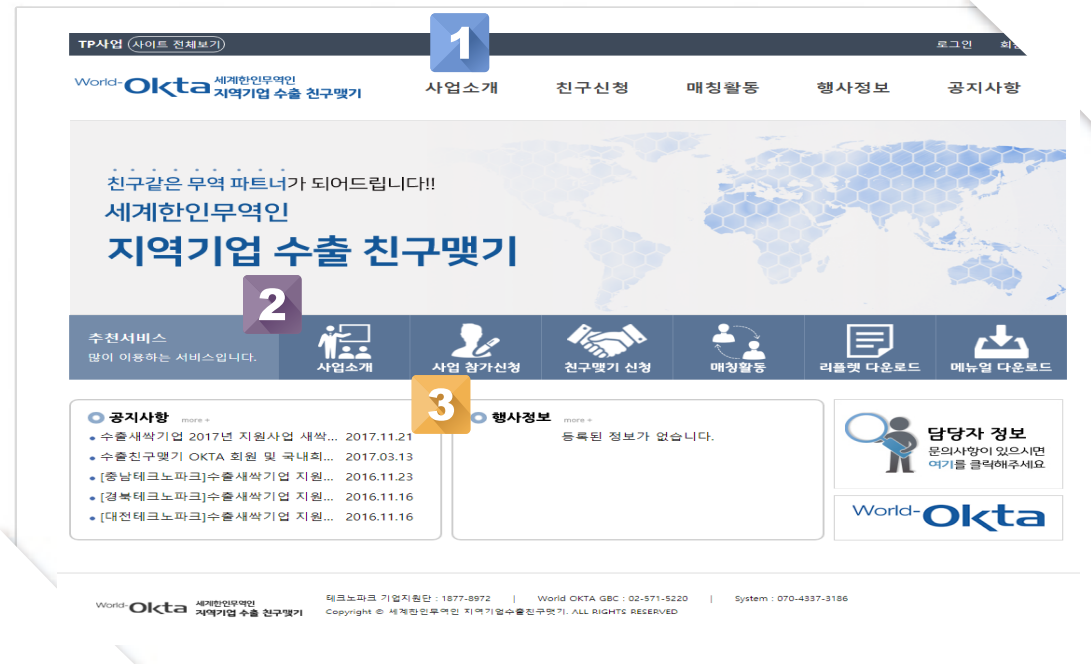 TP사업 (사이트 전체보기)
1
로그인
World-Okta 세계한인무역인 지역기업 수출 친구맺기
사업소개 친구신청 매칭활동 행사정보 공지사항
친구같은 무역 파트너가 되어드립니다!!
세계한인무역인
지역기업 수출 친구맺기
2
추천서비스
많이 이용하는 서비스입니다.
사업소개 사업 참가신청 친구맺기 신청 매칭활동 리플렛 다운로드 메뉴얼 다운로드
3
공지사항 more +
수출새싹기업 2017년 지원사업 새싹... 2017.11.21
수출친구맺기 OKTA 회원 및 국내희... 2017.03.13
[충남테크노파크]수출새싹기업 지원... 2016.11.23
[경북테크노파크]수출새싹기업 지원... 2016.11.16
[대전테크노파크]수출새싹기업 지원... 2016.11.16
행사정보 more +
등록된 정보가 없습니다.
담당자 정보
문의사항이 있으시면
여기를 클릭해주세요
World-Okta
World-Okta 세계한인무역인 지역기업 수출 친구맺기
테크노파크 기업지원단 : 1877-8972 | World OKTA GBC : 02-571-5220 | System : 070-4337-3186
Copyright © 세계한인무역인 지역기업수출친구맺기. ALL RIGHTS RESERVED